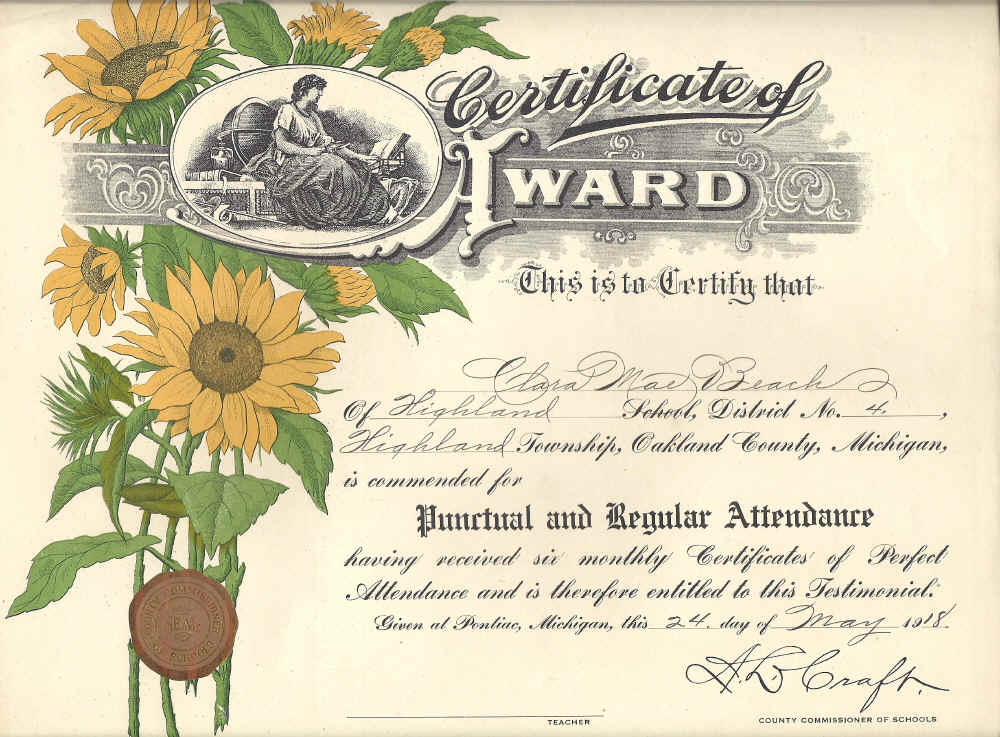 Certificate of
AWARD
This is to Certify that
Clara Mae Beach
Of Highland School, District No. 4,
Highland Township, Oakland County, Michigan,
is commended for
Punctual and Regular Attendance
having received six monthly Certificates of Perfect
Attendance and is therefore entitled to this Testimonial.
Given at Pontiac, Michigan, this 24. day of May 1918.
Craft.
TEACHER
COUNTY COMMISSIONER OF SCHOOLS